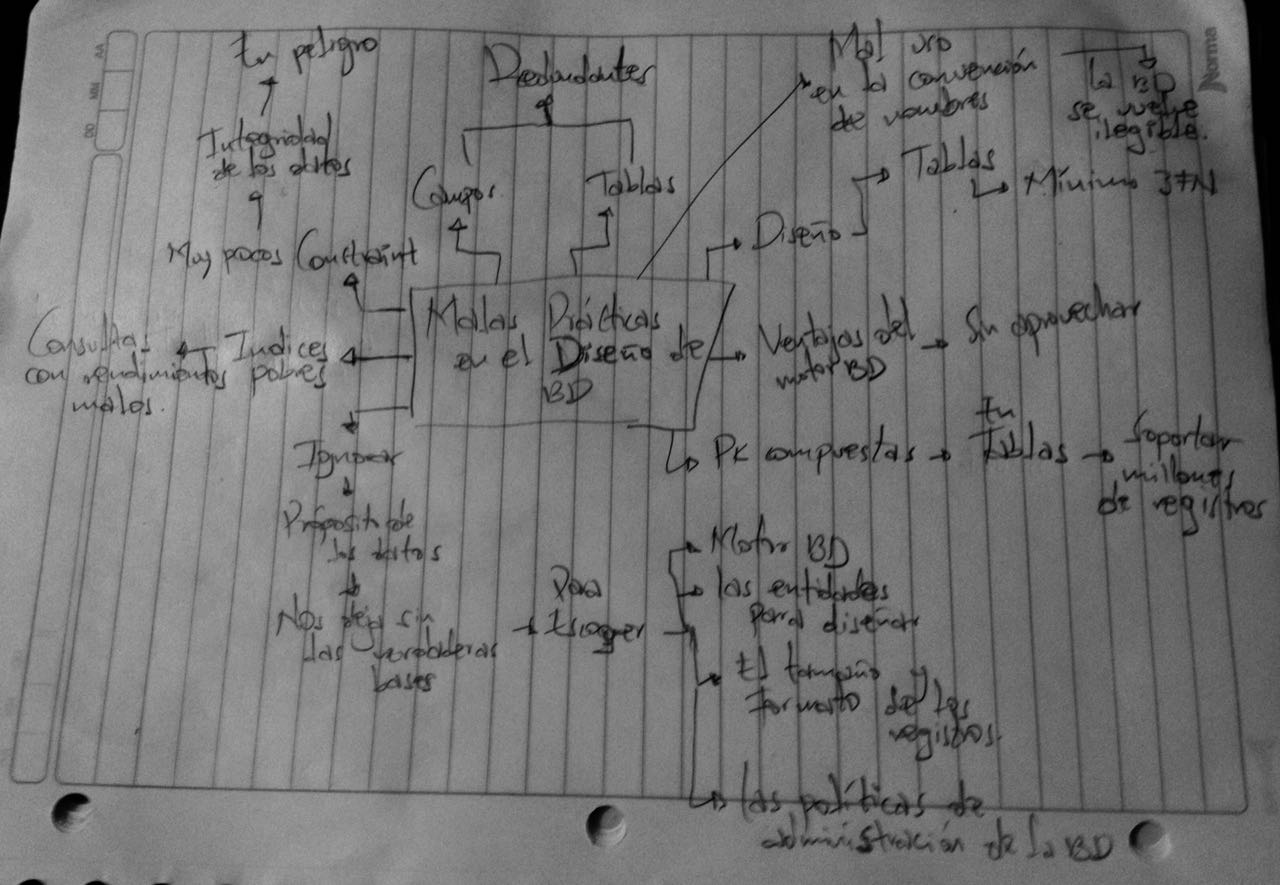 En peligro
Integridad
de los datos
Muy pocos Constraint
Redundantes
Campos
Tablas
Mal uso
en la convención
de nombres
la BD
se vuelve
ilegible.
Norma
AA
MM
DD
Diseño
Tablas
Mínimo 3FN
Malas Prácticas
en el Diseño de
BD
Ventajas del
motor BD
Sin aprovechar
Indices
pobres
Consultas
con rendimientos
malos.
PK compuestas
En
Tablas
Soportar
millones
de registros
Ignorar
Próposito de
los datos
Nos deja sin
las verdaderas
bases
Para
Escoger
Motor BD
las entidades
para diseñar
El tamaño y
formato de los
registros.
las políticas de
administración de la BD